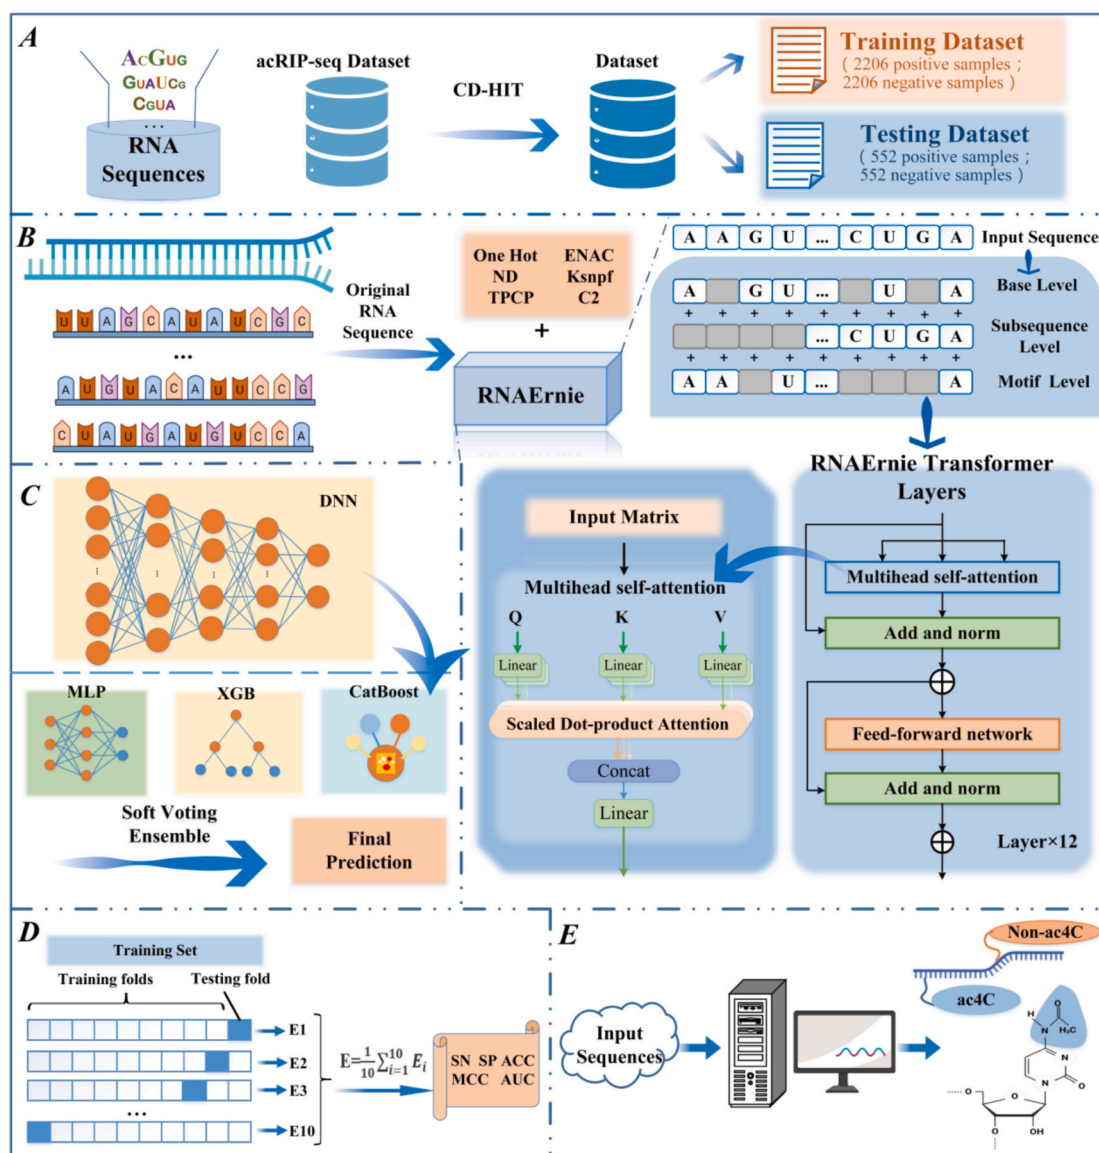 A
ACGUG
GUAUCG
CGUA
...
RNA
Sequences
acRIP-seq Dataset
CD-HIT
Dataset
Training Dataset
( 2206 positive samples ;
2206 negative samples )
Testing Dataset
( 552 positive samples ;
552 negative samples )
B
U U A G C A U A U C G C
...
A U G U A C A U U C C G
C U A U G A U G U C C A
Original
RNA
Sequence
One Hot ENAC
ND Ksnpf
TPCP C2
+
RNAErnie
A A G U ... C U G A
Input Sequence
A G U ... U A
Base Level
+ + + + + + + + +
... C U G A
Subsequence
Level
+ + + + + + + + +
A A U ... A
Motif Level
RNAErnie Transformer
Layers
Multihead self-attention
Add and norm
Feed-forward network
Add and norm
Layer×12
Input Matrix
Multihead self-attention
Q K V
Linear Linear Linear
Scaled Dot-product Attention
Concat
Linear
C
DNN
MLP
XGB
CatBoost
Soft Voting
Ensemble
Final
Prediction
D
Training Set
Training folds
Testing fold
E1
E2
E3
...
E10
E=1/10 ∑_{i=1}^{10} E_i
SN SP ACC
MCC AUC
E
Input
Sequences
Non-ac4C
ac4C
O
H
N
H₃C
N
N
O
O
O
O
OH